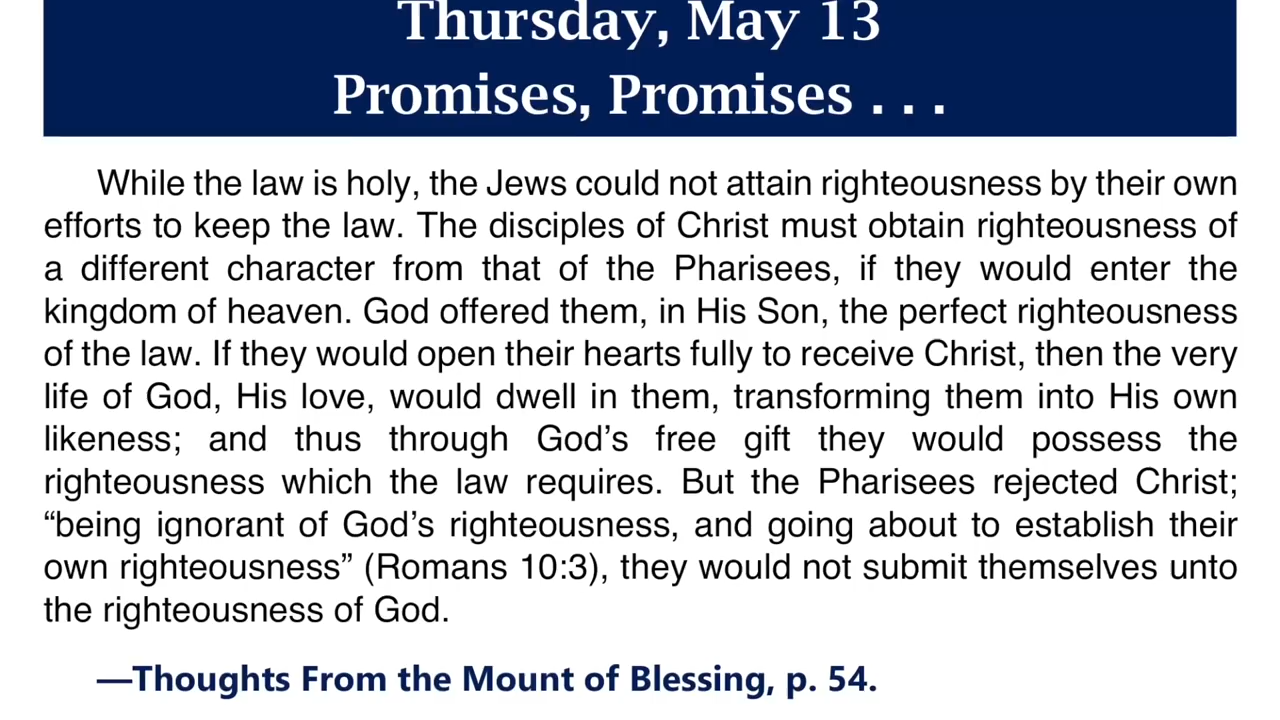 Thursday, May 13
Promises, Promises . . .
While the law is holy, the Jews could not attain righteousness by their own
efforts to keep the law. The disciples of Christ must obtain righteousness of
a different character from that of the Pharisees, if they would enter the
kingdom of heaven. God offered them, in His Son, the perfect righteousness
of the law. If they would open their hearts fully to receive Christ, then the very
life of God, His love, would dwell in them, transforming them into His own
likeness; and thus through God’s free gift they would possess the
righteousness which the law requires. But the Pharisees rejected Christ;
“being ignorant of God’s righteousness, and going about to establish their
own righteousness” (Romans 10:3), they would not submit themselves unto
the righteousness of God.
—Thoughts From the Mount of Blessing, p. 54.